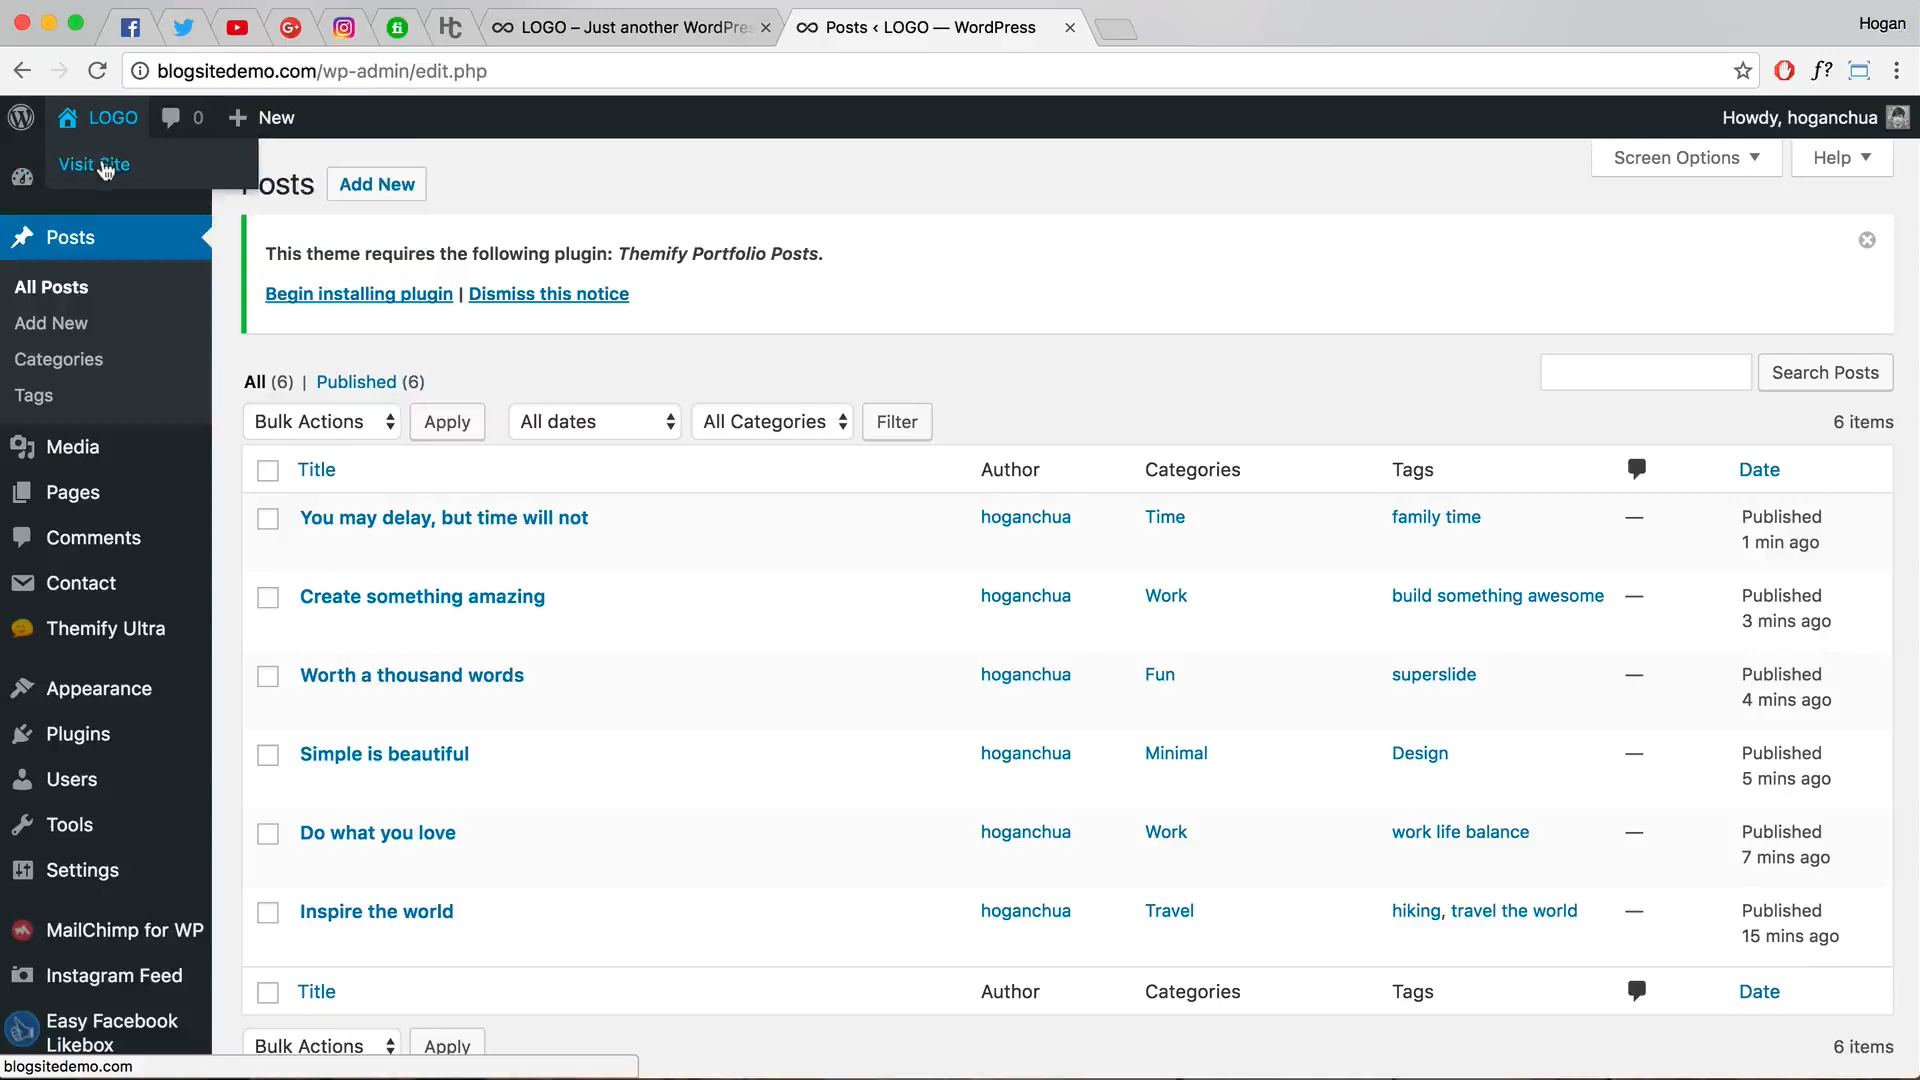 Hogan
LOGO – Just another WordPre
Posts ‹ LOGO — WordPress
blogsitedemo.com/wp-admin/edit.php
LOGO
0
New
Howdy, hoganchua
Visit Site
Screen Options
Help
Posts
Add New
This theme requires the following plugin: Themify Portfolio Posts.
Begin installing plugin | Dismiss this notice
Posts
All Posts
Add New
Categories
Tags
Media
Pages
Comments
Contact
Themify Ultra
Appearance
Plugins
Users
Tools
Settings
MailChimp for WP
Instagram Feed
Easy Facebook
Likebox
All (6) | Published (6)
Search Posts
Bulk Actions
Apply
All dates
All Categories
Filter
6 items
Title Author Categories Tags Date
You may delay, but time will not hoganchua Time family time — Published
1 min ago
Create something amazing hoganchua Work build something awesome — Published
3 mins ago
Worth a thousand words hoganchua Fun superslide — Published
4 mins ago
Simple is beautiful hoganchua Minimal Design — Published
5 mins ago
Do what you love hoganchua Work work life balance — Published
7 mins ago
Inspire the world hoganchua Travel hiking, travel the world — Published
15 mins ago
Title Author Categories Tags Date
Bulk Actions
Apply
6 items
blogsitedemo.com